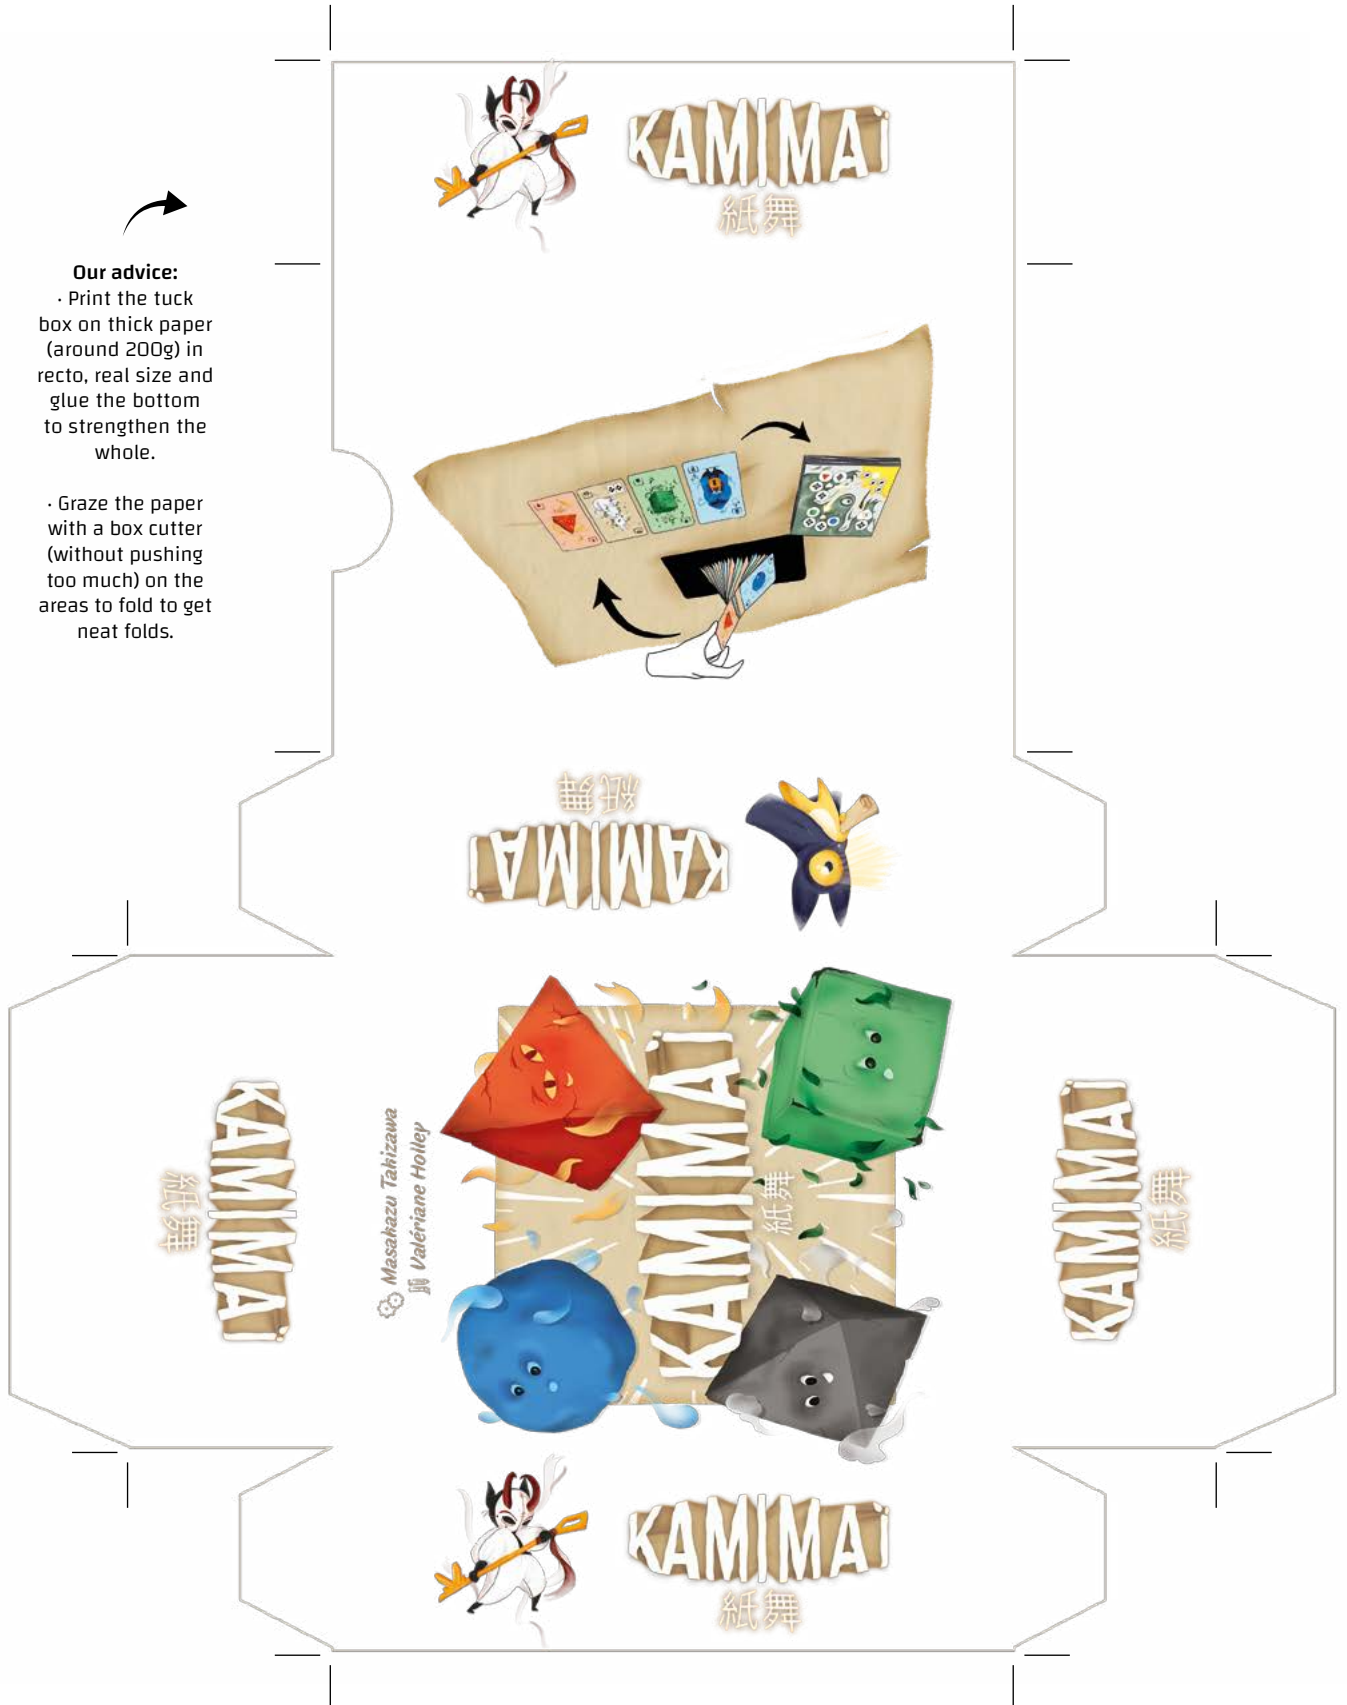 KAMIMAi
紙舞
Our advice:
· Print the tuck
box on thick paper
(around 200g) in
recto, real size and
glue the bottom
to strengthen the
whole.
· Graze the paper
with a box cutter
(without pushing
too much) on the
areas to fold to get
neat folds.
紙舞
KAMIMAi
KAMIMAi
紙舞
Masakazu Takizawa
Valériane Holley
KAMIMAi
紙舞
KAMIMAi
紙舞
KAMIMAi
紙舞